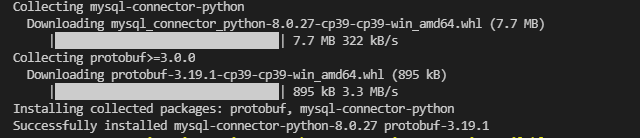 Collecting mysql-connector-python
Downloading mysql_connector_python-8.0.27-cp39-cp39-win_amd64.whl (7.7 MB)
|████████████████████████████████| 7.7 MB 322 kB/s
Collecting protobuf>=3.0.0
Downloading protobuf-3.19.1-cp39-cp39-win_amd64.whl (895 kB)
|████████████████████████████████| 895 kB 3.3 MB/s
Installing collected packages: protobuf, mysql-connector-python
Successfully installed mysql-connector-python-8.0.27 protobuf-3.19.1